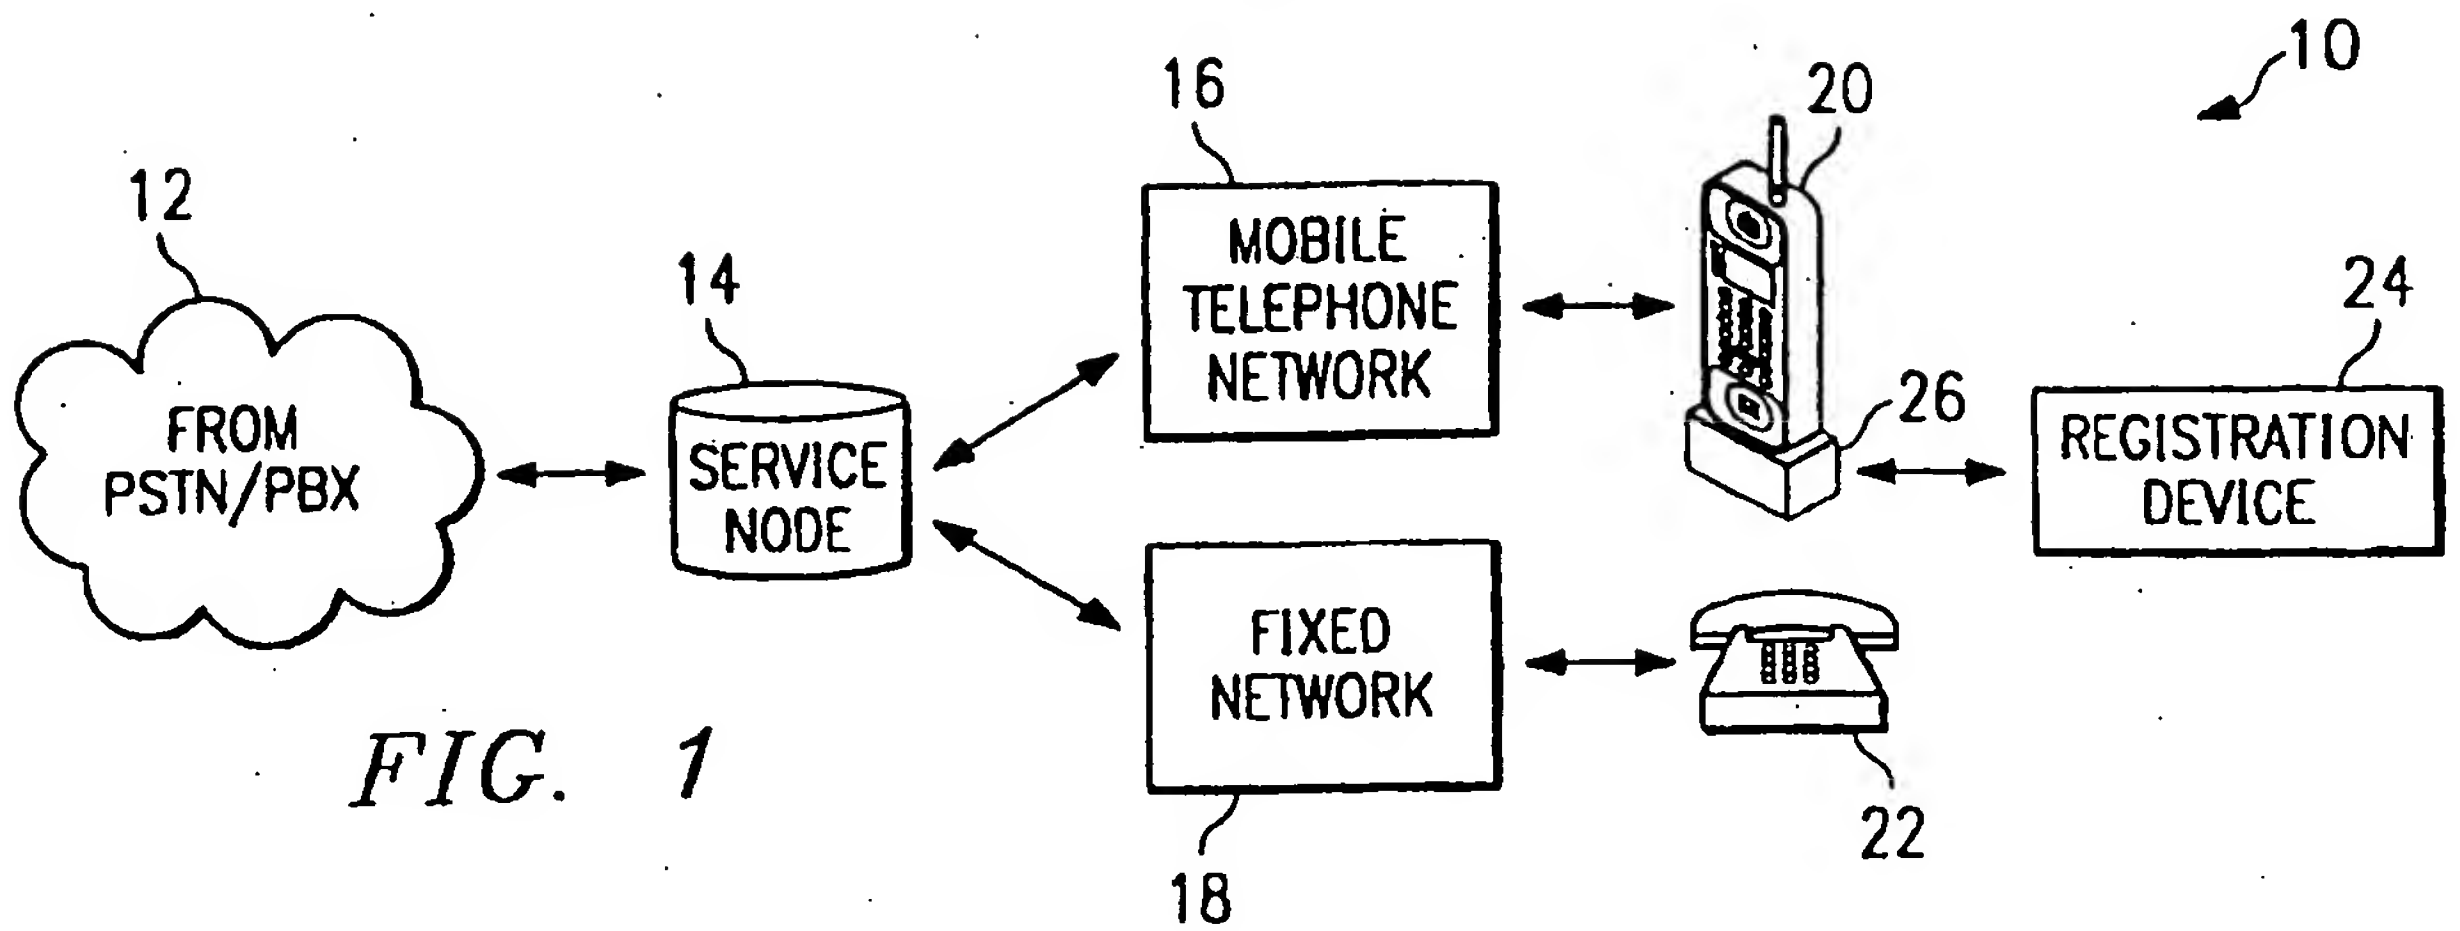 10
12
FROM
PSTN/PBX
14
SERVICE
NODE
16
MOBILE
TELEPHONE
NETWORK
20
26
24
REGISTRATION
DEVICE
FIXED
NETWORK
18
22
FIG. 1